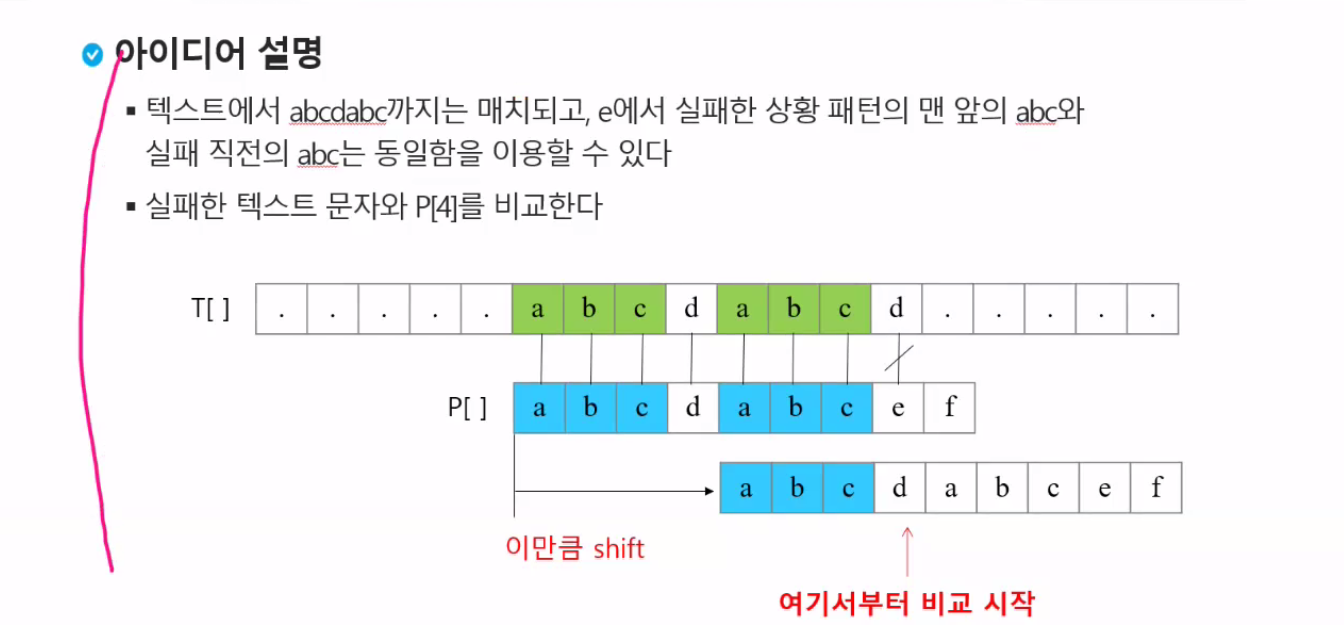 아이디어 설명
텍스트에서 abcdabc까지는 매치되고, e에서 실패한 상황 패턴의 맨 앞의 abc와
실패 직전의 abc는 동일함을 이용할 수 있다
실패한 텍스트 문자와 P[4]를 비교한다
T[ ] . . . . . a b c d a b c d . . . . .
P[ ] a b c d a b c e f
a b c d a b c e f
이만큼 shift
여기서부터 비교 시작